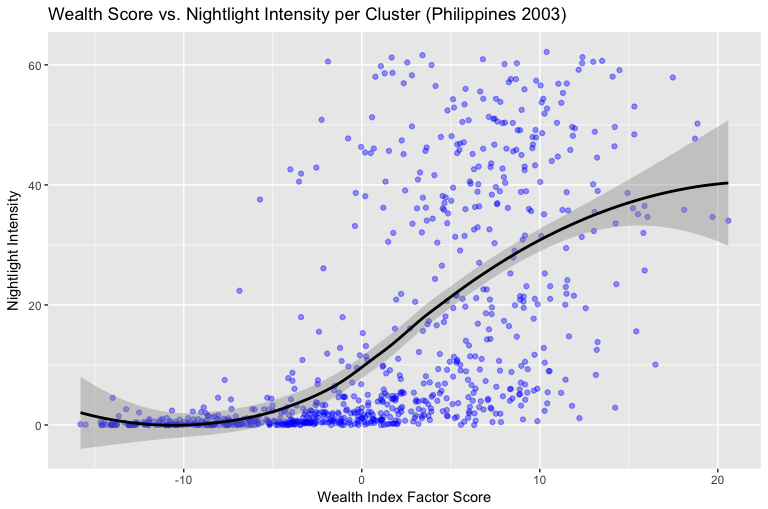 Wealth Score vs. Nightlight Intensity per Cluster (Philippines 2003)
60
40
20
0
Nightlight Intensity
-10
0
10
20
Wealth Index Factor Score